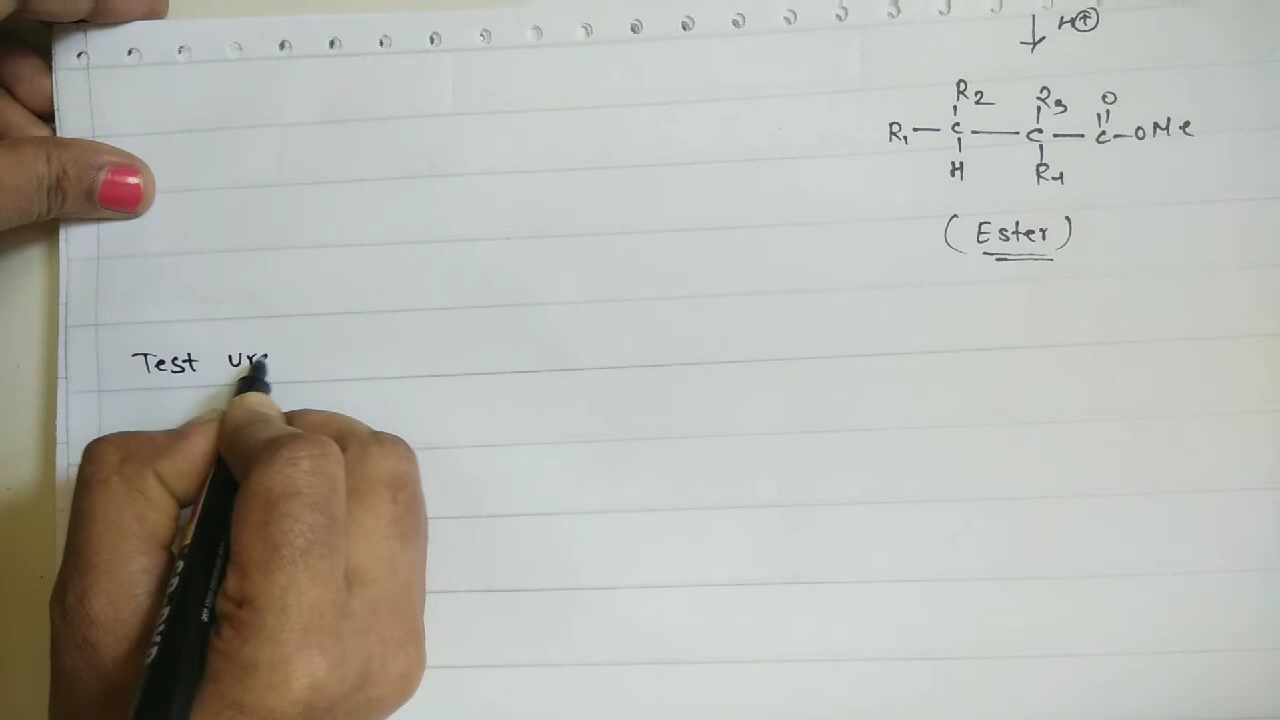 ↓ H⊕
R2 R3 O
R1 — C — C — C — OMe
H R4
(Ester)
Test